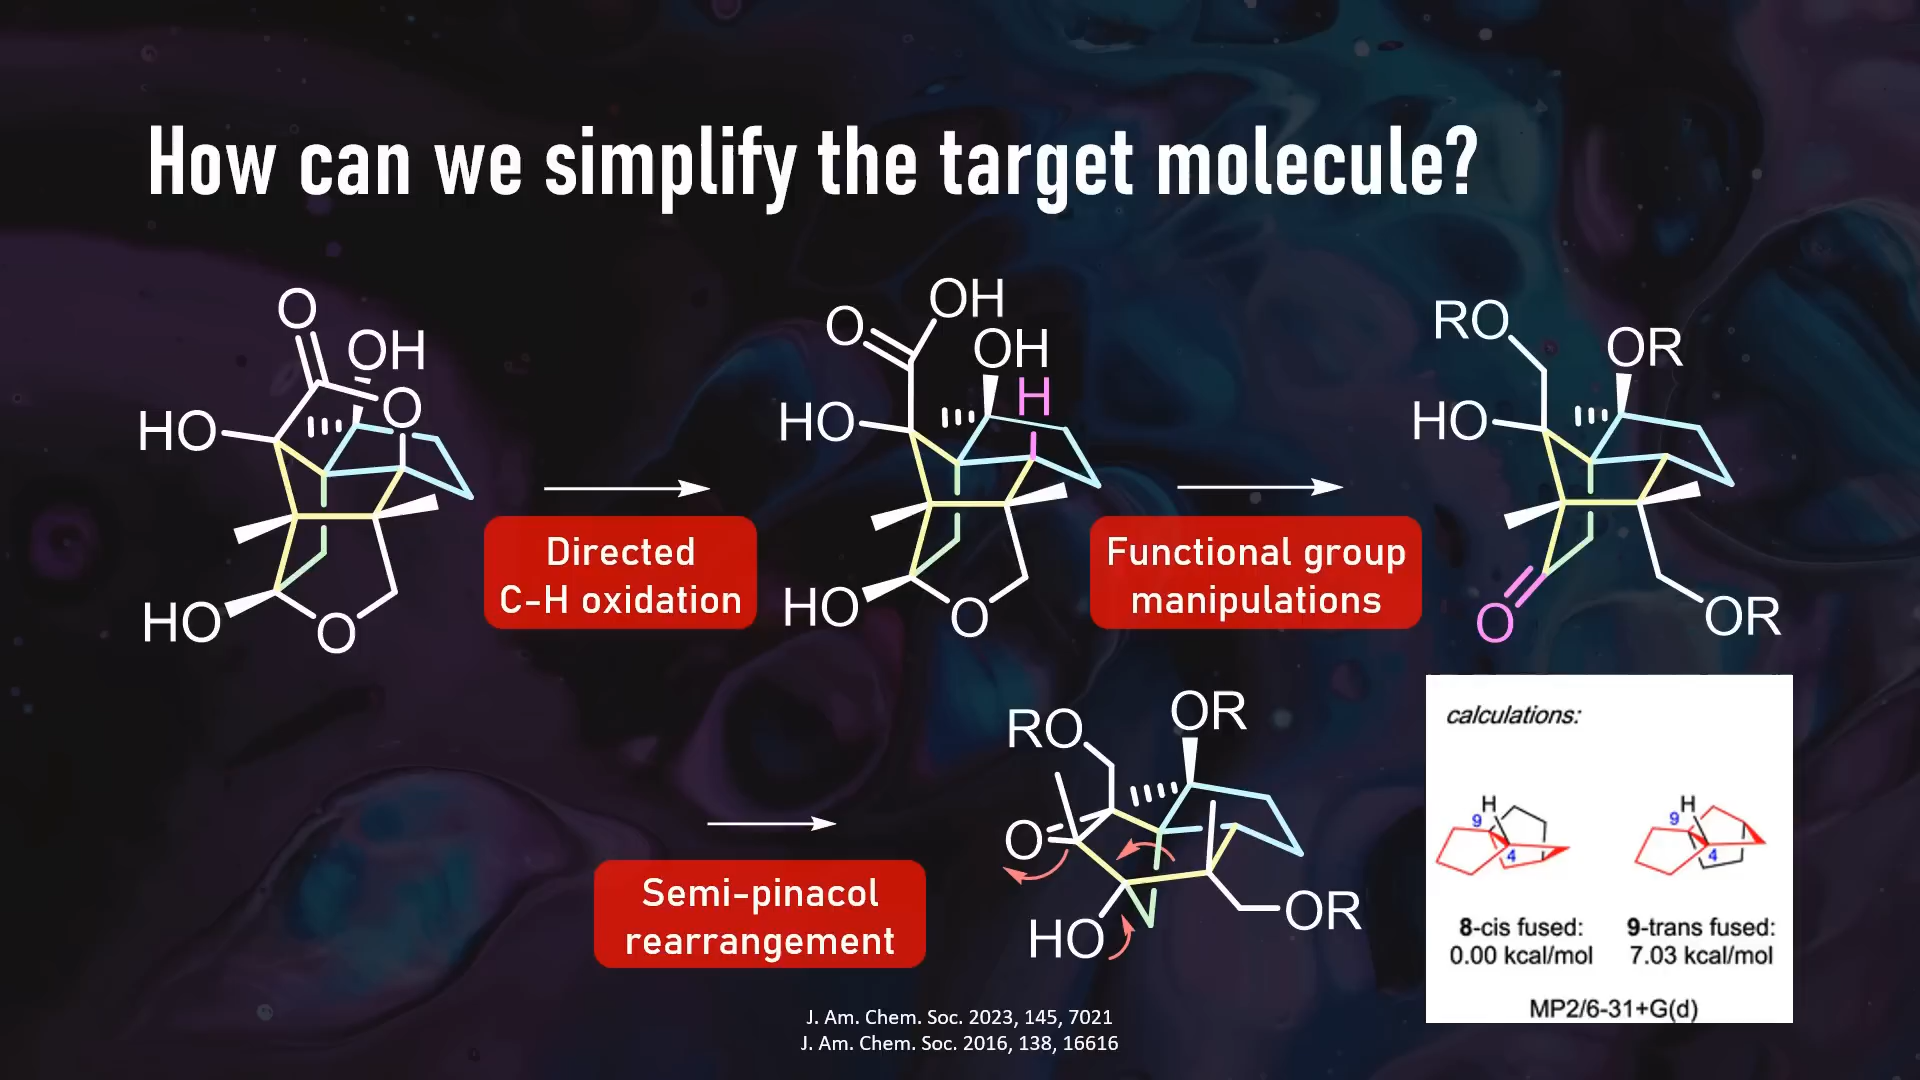 How can we simplify the target molecule?
O
OH
O
HO
HO
O
Directed
C-H oxidation
OH
O
OH
H
HO
HO
O
Functional group
manipulations
RO
OR
HO
O
OR
Semi-pinacol
rearrangement
RO
OR
O
HO
OR
calculations:
H
9
4
H
9
4
8-cis fused:
0.00 kcal/mol
9-trans fused:
7.03 kcal/mol
MP2/6-31+G(d)
J. Am. Chem. Soc. 2023, 145, 7021
J. Am. Chem. Soc. 2016, 138, 16616